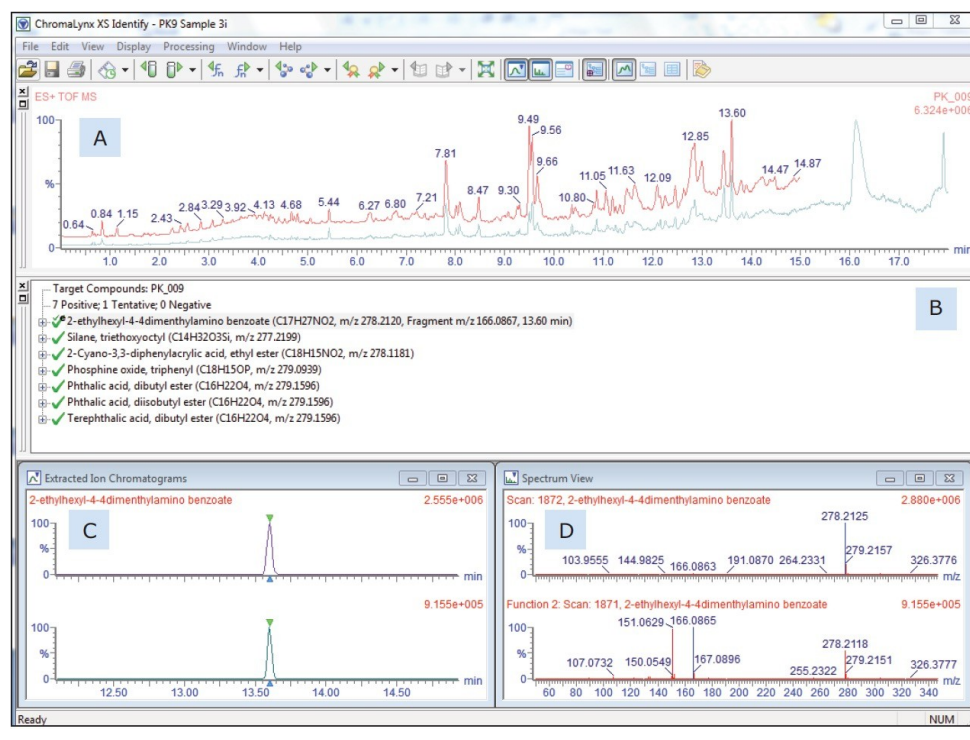 ChromaLynx XS Identify - PK9 Sample 3i
File Edit View Display Processing Window Help
ES+ TOF MS
PK_009
6.324e+006
A
100
%
0
0.64
0.84
1.15
2.43
2.84
3.29
3.92
4.13
4.68
5.44
6.27
6.80
7.21
7.81
8.47
9.30
9.49
9.56
9.66
10.80
11.05
11.63
12.09
12.85
13.60
14.47
14.87
1.0 2.0 3.0 4.0 5.0 6.0 7.0 8.0 9.0 10.0 11.0 12.0 13.0 14.0 15.0 16.0 17.0
min
B
Target Compounds: PK_009
7 Positive; 1 Tentative; 0 Negative
2-ethylhexyl-4-4dimenthylamino benzoate (C17H27NO2, m/z 278.2120, Fragment m/z 166.0867, 13.60 min)
Silane, triethoxyoctyl (C14H32O3Si, m/z 277.2199)
2-Cyano-3,3-diphenylacrylic acid, ethyl ester (C18H15NO2, m/z 278.1181)
Phosphine oxide, triphenyl (C18H15OP, m/z 279.0939)
Phthalic acid, dibutyl ester (C16H22O4, m/z 279.1596)
Phthalic acid, diisobutyl ester (C16H22O4, m/z 279.1596)
Terephthalic acid, dibutyl ester (C16H22O4, m/z 279.1596)
Extracted Ion Chromatograms
2-ethylhexyl-4-4dimenthylamino benzoate
2.555e+006
C
100
%
0
min
9.155e+005
100
%
0
12.50 13.00 13.50 14.00 14.50
min
Spectrum View
Scan: 1872, 2-ethylhexyl-4-4dimenthylamino benzoate
2.880e+006
D
100
%
0
103.9555
144.9825
166.0863
191.0870
264.2331
278.2125
279.2157
326.3776
m/z
Function 2: Scan: 1871, 2-ethylhexyl-4-4dimenthylamino benzoate
9.155e+005
100
%
0
107.0732
150.0549
151.0629
166.0865
167.0896
255.2322
278.2118
279.2151
326.3777
60 80 100 120 140 160 180 200 220 240 260 280 300 320 340
m/z
Ready
NUM